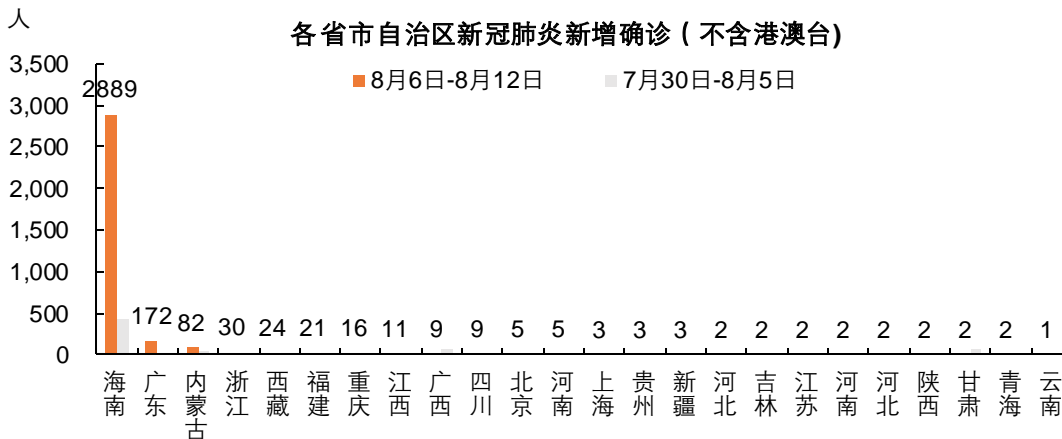 人
各省市自治区新冠肺炎新增确诊（不含港澳台)
8月6日-8月12日 7月30日-8月5日
3,500
3,000
2,500
2,000
1,500
1,000
500
0
2889 172 82 30 24 21 16 11 9 9 5 5 3 3 3 2 2 2 2 2 2 2 2 1
海南 广东 内蒙古 浙江 西藏 福建 重庆 江西 广西 四川 北京 河南 上海 贵州 新疆 河北 吉林 江苏 河南 河北 陕西 甘肃 青海 云南